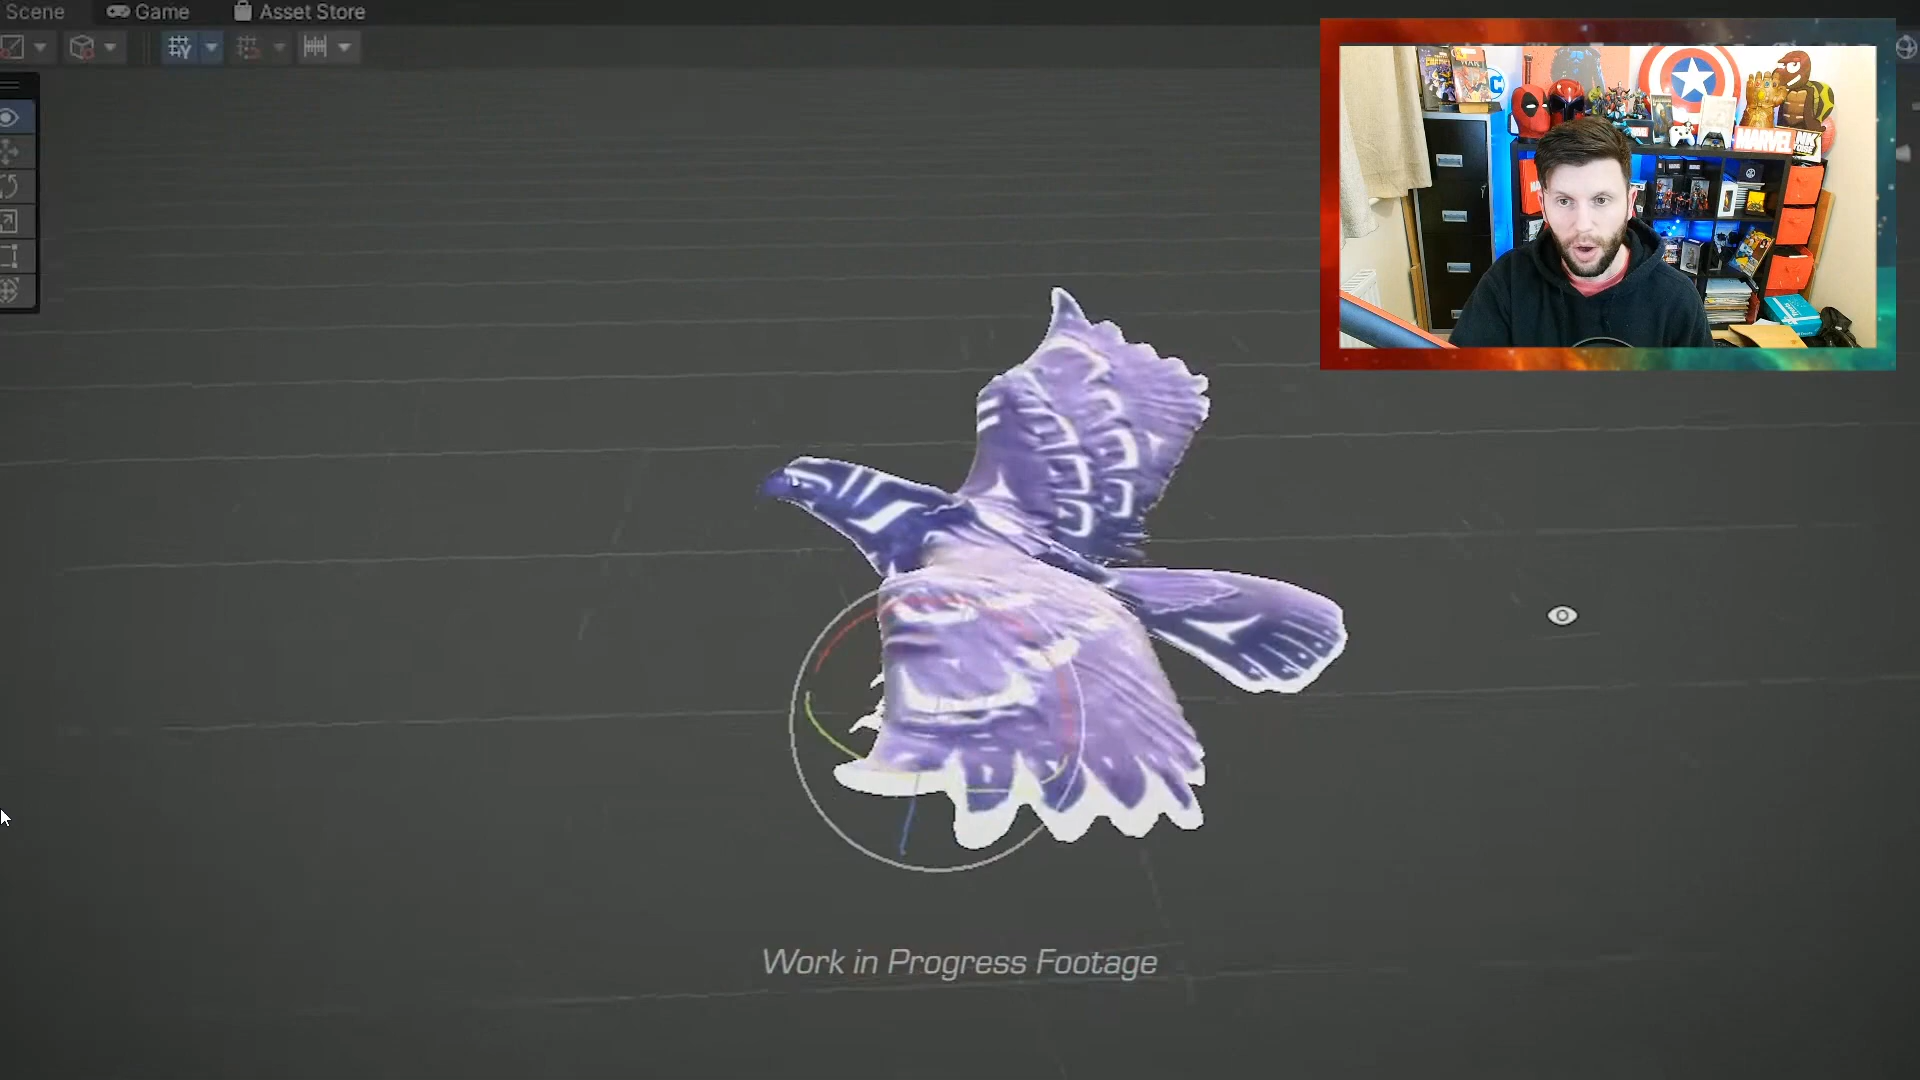 Scene
Game
Asset Store
MARVEL
Work in Progress Footage